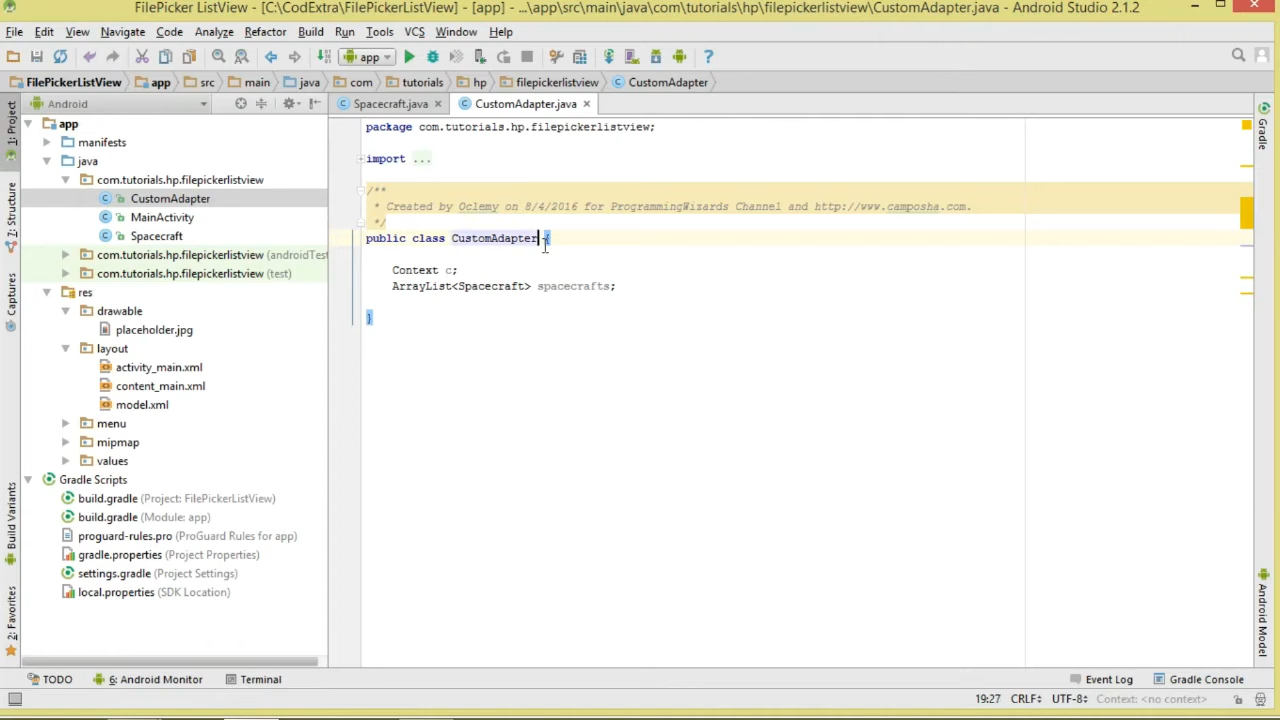 FilePicker ListView - [C:\CodExtra\FilePickerListView] - [app] - ...\app\src\main\java\com\tutorials\hp\filepickerlistview\CustomAdapter.java - Android Studio 2.1.2
File Edit View Navigate Code Analyze Refactor Build Run Tools VCS Window Help
app
FilePickerListView app src main java com tutorials hp filepickerlistview CustomAdapter
Android
Spacecraft.java CustomAdapter.java
1: Project
Z: Structure
Captures
Build Variants
2: Favorites
app
manifests
java
com.tutorials.hp.filepickerlistview
CustomAdapter
MainActivity
Spacecraft
com.tutorials.hp.filepickerlistview (androidTest
com.tutorials.hp.filepickerlistview (test)
res
drawable
placeholder.jpg
layout
activity_main.xml
content_main.xml
model.xml
menu
mipmap
values
Gradle Scripts
build.gradle (Project: FilePickerListView)
build.gradle (Module: app)
proguard-rules.pro (ProGuard Rules for app)
gradle.properties (Project Properties)
settings.gradle (Project Settings)
local.properties (SDK Location)
package com.tutorials.hp.filepickerlistview;
import ...
/**
* Created by Oclemy on 8/4/2016 for ProgrammingWizards Channel and http://www.camposha.com.
*/
public class CustomAdapter {
Context c;
ArrayList<Spacecraft> spacecrafts;
}
Gradle
Android Model
TODO 6: Android Monitor Terminal Event Log Gradle Console
19:27 CRLF UTF-8 Context: <no context>